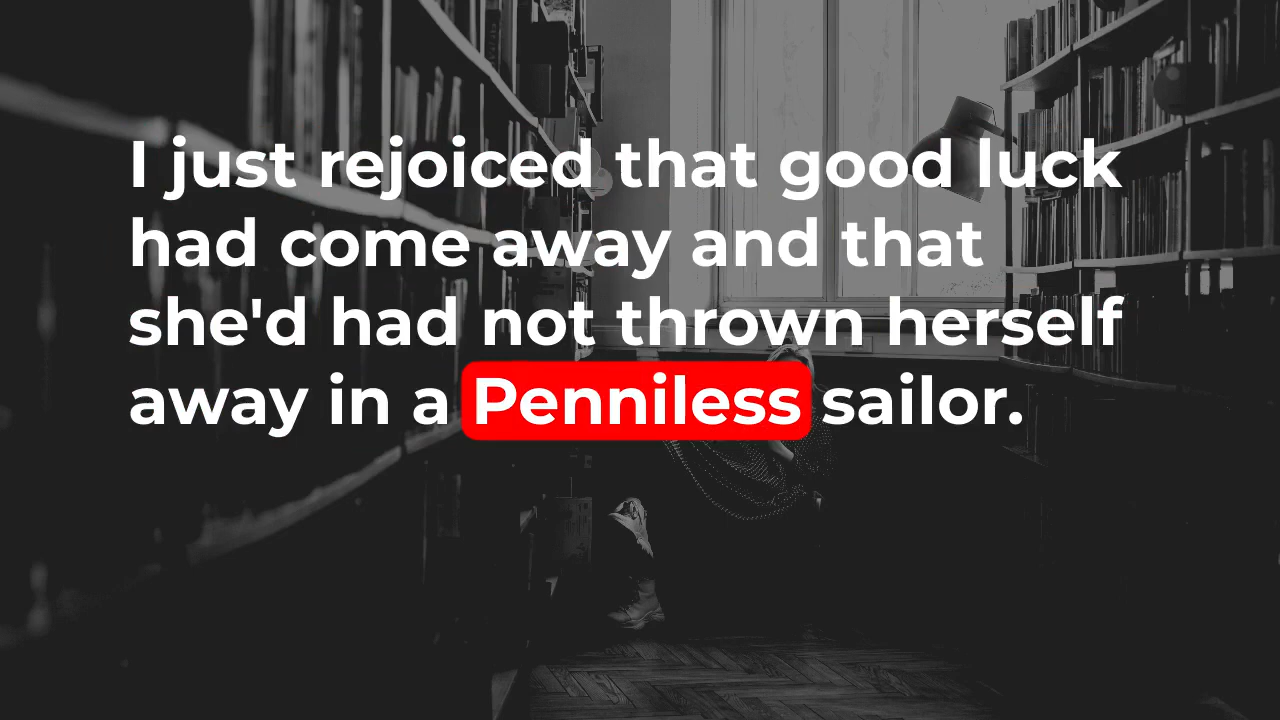 I just rejoiced that good luck
had come away and that
she'd had not thrown herself
away in a Penniless sailor.